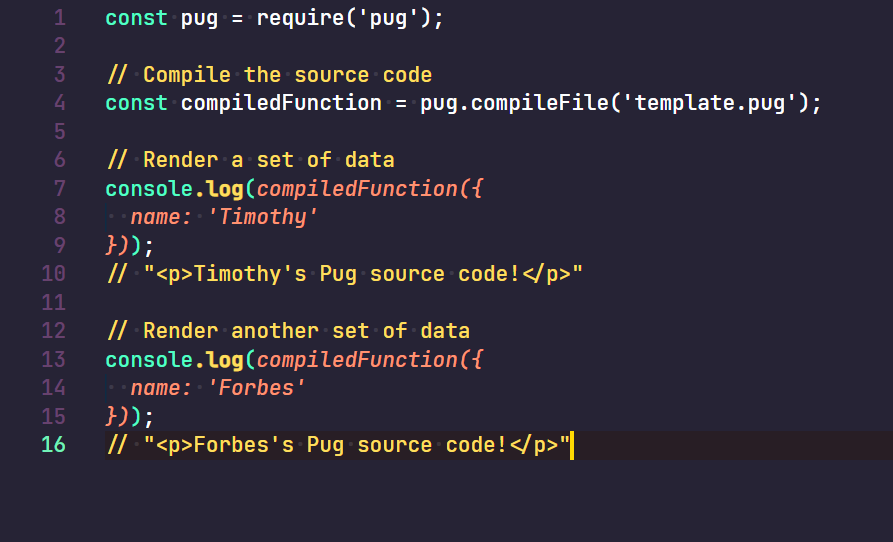 1 const pug = require('pug');
2
3 // Compile the source code
4 const compiledFunction = pug.compileFile('template.pug');
5
6 // Render a set of data
7 console.log(compiledFunction({
8   name: 'Timothy'
9 }));
10 // "<p>Timothy's Pug source code!</p>"
11
12 // Render another set of data
13 console.log(compiledFunction({
14   name: 'Forbes'
15 }));
16 // "<p>Forbes's Pug source code!</p>"